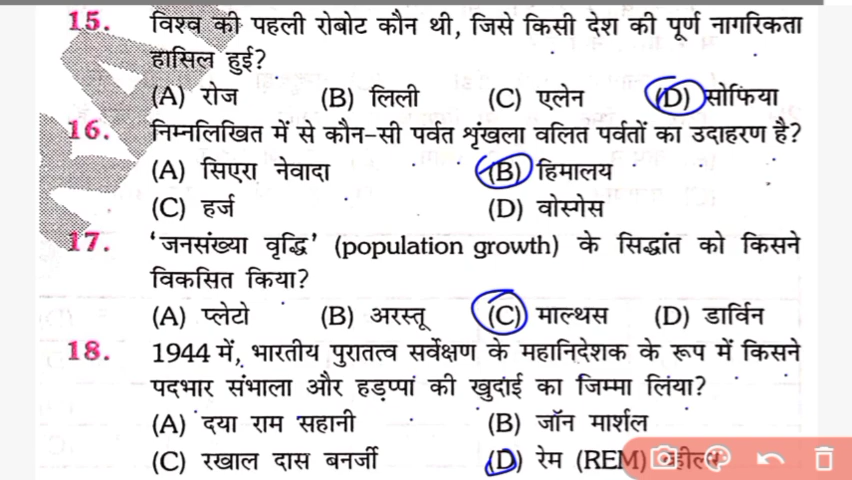 15. विश्व की पहली रोबोट कौन थी, जिसे किसी देश की पूर्ण नागरिकता
हासिल हुई?
(A) रोज (B) लिली (C) एलेन (D) सोफिया
16. निम्नलिखित में से कौन-सी पर्वत शृंखला वलित पर्वतों का उदाहरण है?
(A) सिएरा नेवादा (B) हिमालय
(C) हर्ज (D) वोस्गेस
17. ‘जनसंख्या वृद्धि’ (population growth) के सिद्धांत को किसने
विकसित किया?
(A) प्लेटो (B) अरस्तू (C) माल्थस (D) डार्विन
18. 1944 में, भारतीय पुरातत्व सर्वेक्षण के महानिदेशक के रूप में किसने
पदभार संभाला और हड़प्पा की खुदाई का जिम्मा लिया?
(A) दया राम सहानी (B) जॉन मार्शल
(C) रखाल दास बनर्जी (D) रेम (REM)